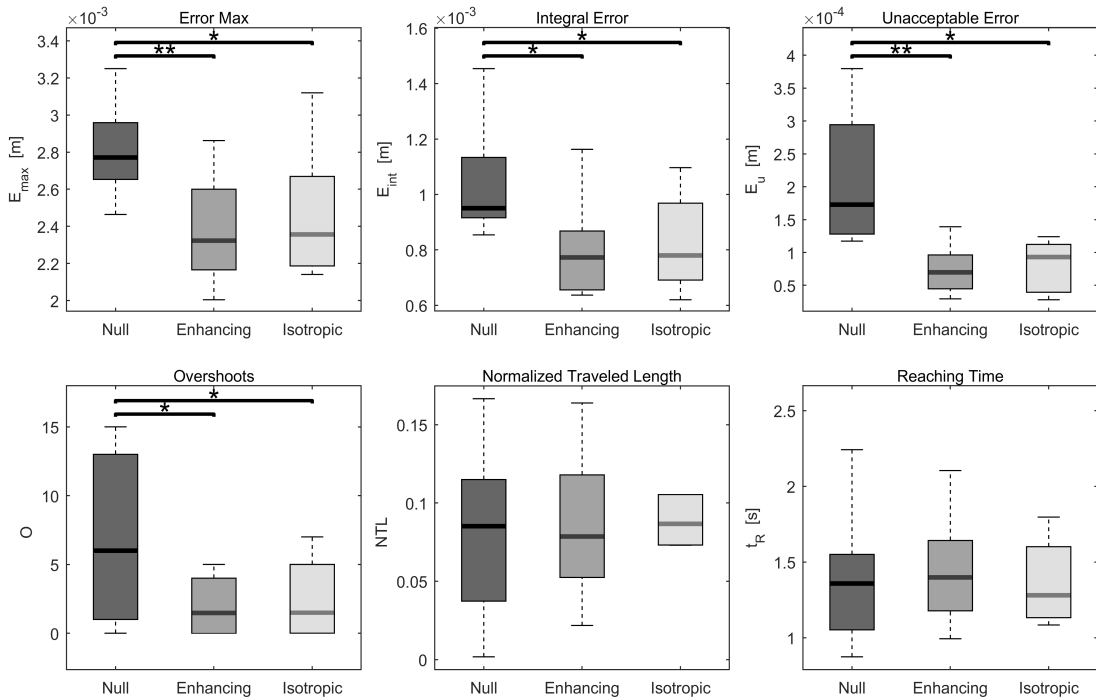 Error Max
×10⁻³
3.4
3.2
3
2.8
2.6
2.4
2.2
2
E_max [m]
**
*
Null Enhancing Isotropic
Integral Error
×10⁻³
1.6
1.4
1.2
1
0.8
0.6
E_int [m]
*
*
Null Enhancing Isotropic
Unacceptable Error
×10⁻⁴
4
3.5
3
2.5
2
1.5
1
0.5
E_u [m]
**
*
Null Enhancing Isotropic
Overshoots
15
10
5
0
O
*
*
Null Enhancing Isotropic
Normalized Traveled Length
0.15
0.1
0.05
0
NTL
Null Enhancing Isotropic
Reaching Time
2.5
2
1.5
1
t_R [s]
Null Enhancing Isotropic